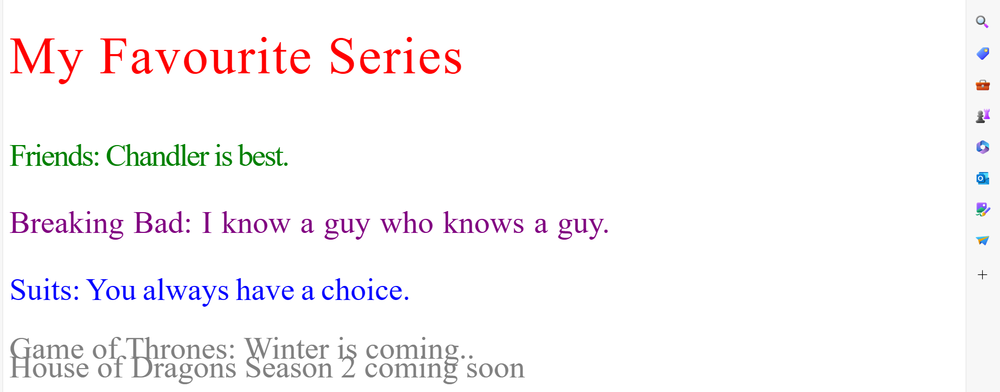 My Favourite Series
Friends: Chandler is best.
Breaking Bad: I know a guy who knows a guy.
Suits: You always have a choice.
Game of Thrones: Winter is coming..
House of Dragons Season 2 coming soon